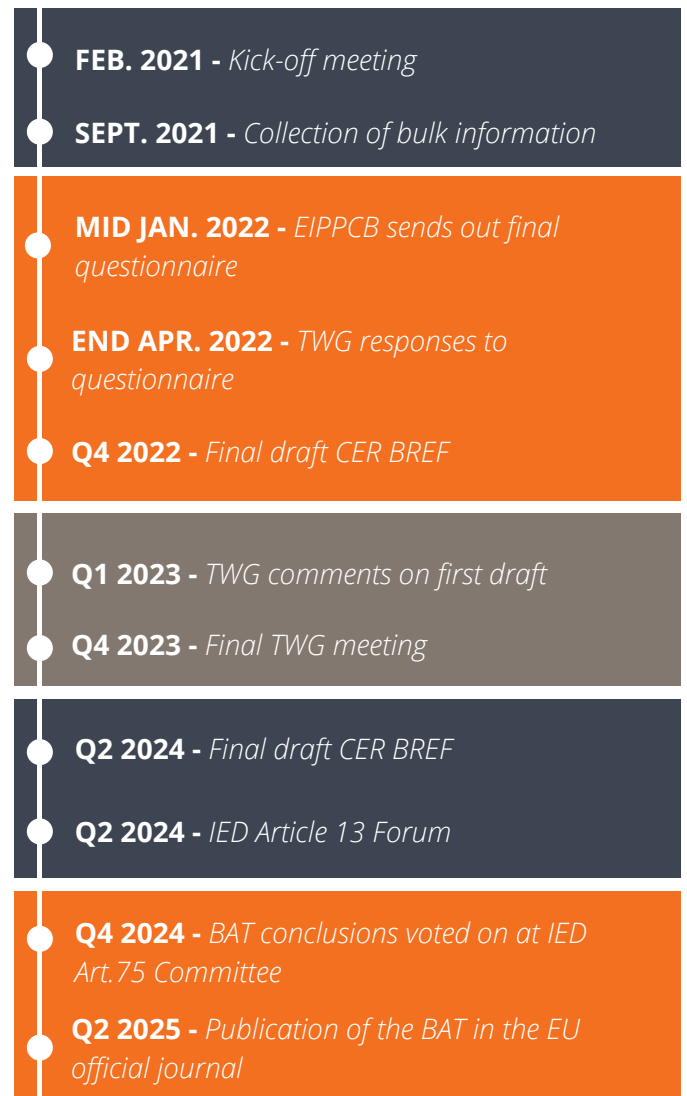 FEB. 2021 - Kick-off meeting
SEPT. 2021 - Collection of bulk information
MID JAN. 2022 - EIPPCB sends out final
questionnaire
END APR. 2022 - TWG responses to
questionnaire
Q4 2022 - Final draft CER BREF
Q1 2023 - TWG comments on first draft
Q4 2023 - Final TWG meeting
Q2 2024 - Final draft CER BREF
Q2 2024 - IED Article 13 Forum
Q4 2024 - BAT conclusions voted on at IED
Art.75 Committee
Q2 2025 - Publication of the BAT in the EU
official journal